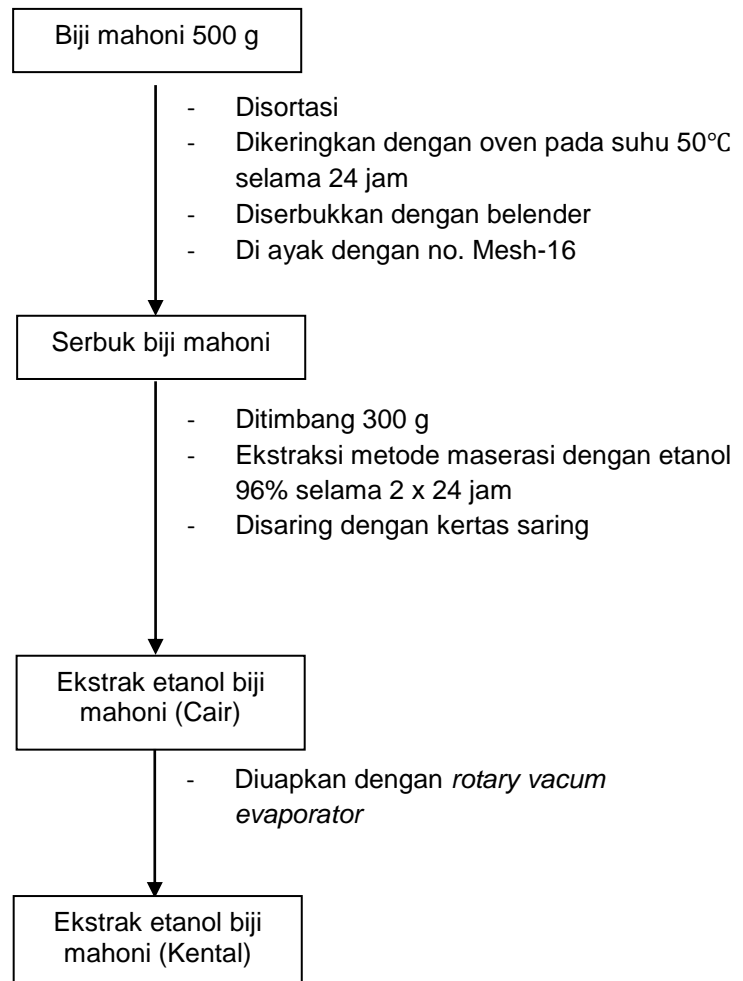 Biji mahoni 500 g
- Disortasi
- Dikeringkan dengan oven pada suhu 50℃
selama 24 jam
- Diserbukkan dengan belender
- Di ayak dengan no. Mesh-16
Serbuk biji mahoni
- Ditimbang 300 g
- Ekstraksi metode maserasi dengan etanol
96% selama 2 x 24 jam
- Disaring dengan kertas saring
Ekstrak etanol biji
mahoni (Cair)
- Diuapkan dengan rotary vacum
evaporator
Ekstrak etanol biji
mahoni (Kental)